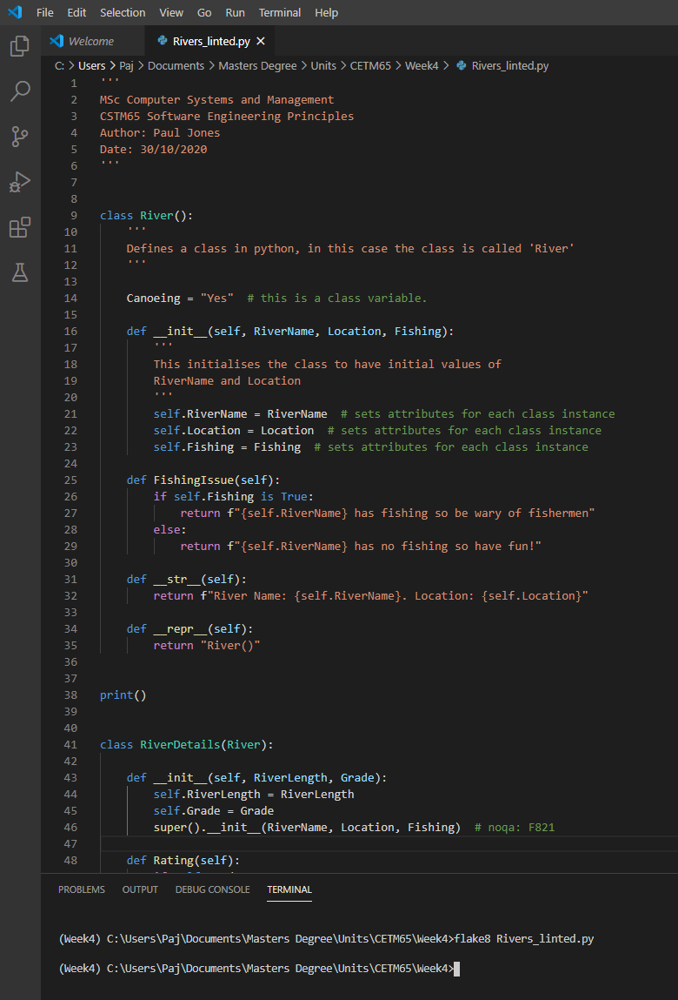 File Edit Selection View Go Run Terminal Help
Welcome Rivers_linted.py
C: > Users > Paj > Documents > Masters Degree > Units > CETM65 > Week4 > Rivers_linted.py
1 '''
2 MSc Computer Systems and Management
3 CSTM65 Software Engineering Principles
4 Author: Paul Jones
5 Date: 30/10/2020
6 '''
7
8
9 class River():
10 '''
11 Defines a class in python, in this case the class is called 'River'
12 '''
13
14 Canoeing = "Yes"  # this is a class variable.
15
16 def __init__(self, RiverName, Location, Fishing):
17 '''
18 This initialises the class to have initial values of
19 RiverName and Location
20 '''
21 self.RiverName = RiverName  # sets attributes for each class instance
22 self.Location = Location  # sets attributes for each class instance
23 self.Fishing = Fishing  # sets attributes for each class instance
24
25 def FishingIssue(self):
26 if self.Fishing is True:
27 return f"{self.RiverName} has fishing so be wary of fishermen"
28 else:
29 return f"{self.RiverName} has no fishing so have fun!"
30
31 def __str__(self):
32 return f"River Name: {self.RiverName}. Location: {self.Location}"
33
34 def __repr__(self):
35 return "River()"
36
37
38 print()
39
40
41 class RiverDetails(River):
42
43 def __init__(self, RiverLength, Grade):
44 self.RiverLength = RiverLength
45 self.Grade = Grade
46 super().__init__(RiverName, Location, Fishing)  # noqa: F821
47
48 def Rating(self):
PROBLEMS OUTPUT DEBUG CONSOLE TERMINAL
(Week4) C:\Users\Paj\Documents\Masters Degree\Units\CETM65\Week4>flake8 Rivers_linted.py
(Week4) C:\Users\Paj\Documents\Masters Degree\Units\CETM65\Week4>